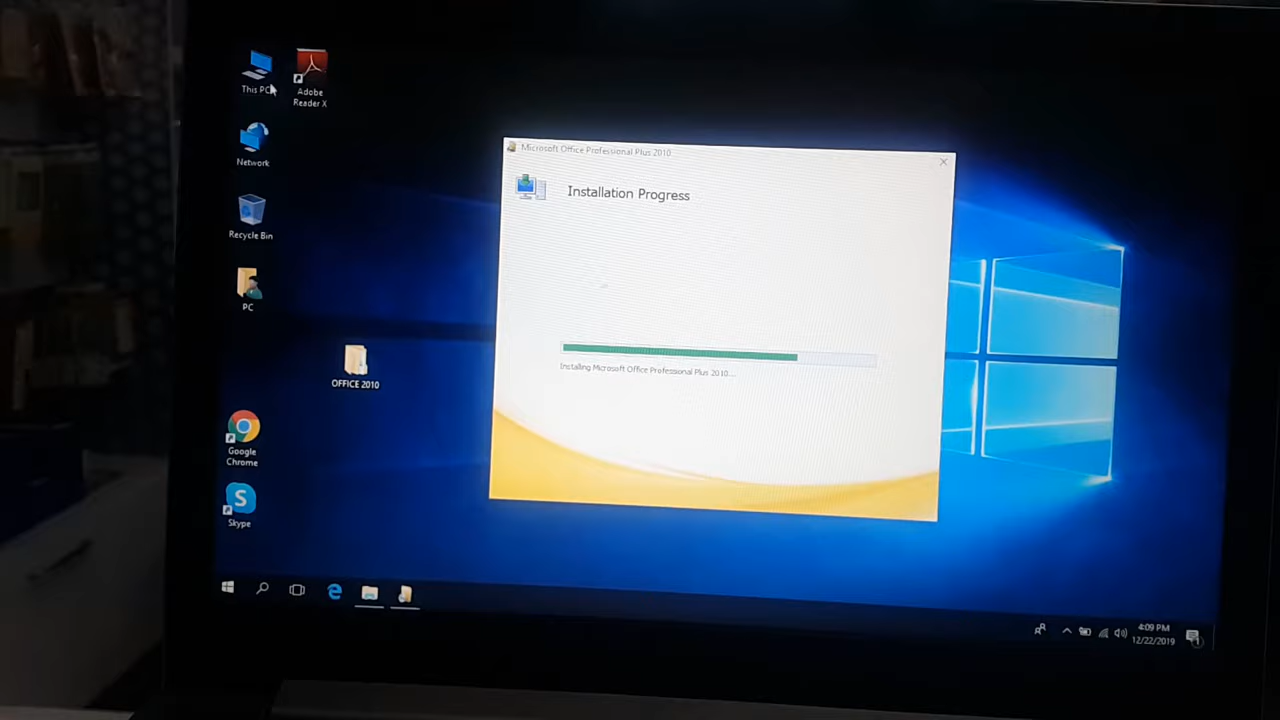 This PC
Adobe
Reader X
Network
Recycle Bin
PC
OFFICE 2010
Google
Chrome
S
Skype
Microsoft Office Professional Plus 2010
Installation Progress
Installing Microsoft Office Professional Plus 2010...
4:09 PM
12/22/2019
1